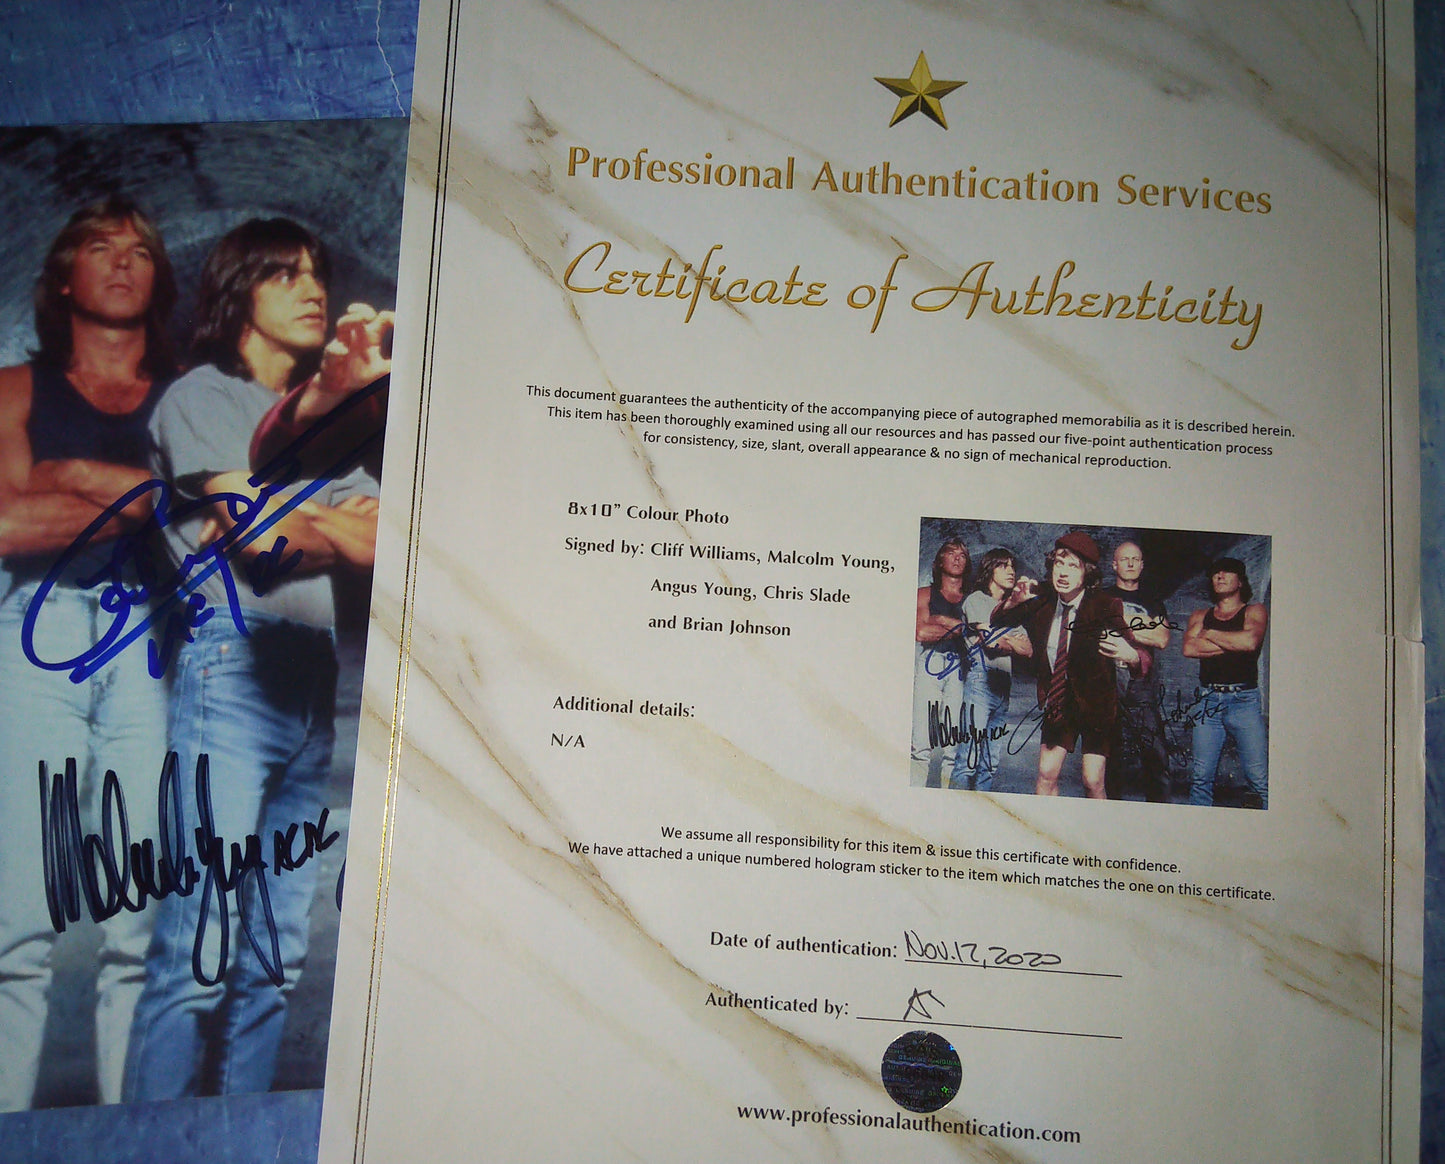 Professional Authentication Services
Certificate of Authenticity
This document guarantees the authenticity of the accompanying piece of autographed memorabilia as it is described herein.
This item has been thoroughly examined using all our resources and has passed our five-point authentication process
for consistency, size, slant, overall appearance & no sign of mechanical reproduction.
8x10" Colour Photo
Signed by: Cliff Williams, Malcolm Young,
Angus Young, Chris Slade
and Brian Johnson
Additional details:
N/A
We assume all responsibility for this item & issue this certificate with confidence.
We have attached a unique numbered hologram sticker to the item which matches the one on this certificate.
Date of authentication: Nov.12,2020
Authenticated by:
www.professionalauthentication.com
Malcolm Young ACDC